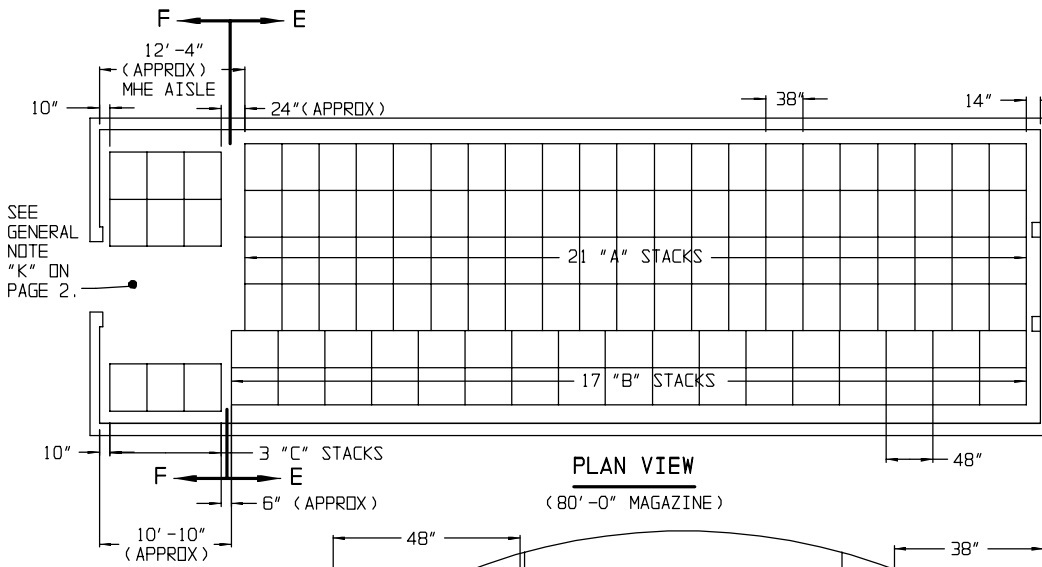 F E
12'-4"
(APPROX)
MHE AISLE
10"
24"(APPROX)
38"
14"
SEE
GENERAL
NOTE
"K" ON
PAGE 2.
21 "A" STACKS
17 "B" STACKS
10"
3 "C" STACKS
F E
6" (APPROX)
10'-10"
(APPROX)
PLAN VIEW
(80'-0" MAGAZINE)
48"
48"
38"